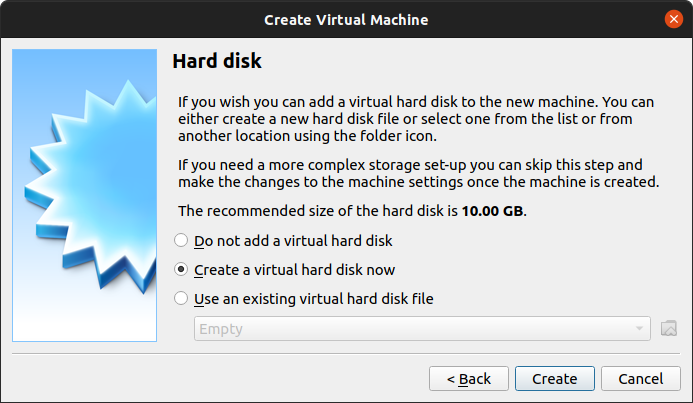 Create Virtual Machine
Hard disk
If you wish you can add a virtual hard disk to the new machine. You can
either create a new hard disk file or select one from the list or from
another location using the folder icon.
If you need a more complex storage set-up you can skip this step and
make the changes to the machine settings once the machine is created.
The recommended size of the hard disk is 10.00 GB.
Do not add a virtual hard disk
Create a virtual hard disk now
Use an existing virtual hard disk file
Empty
< Back
Create
Cancel